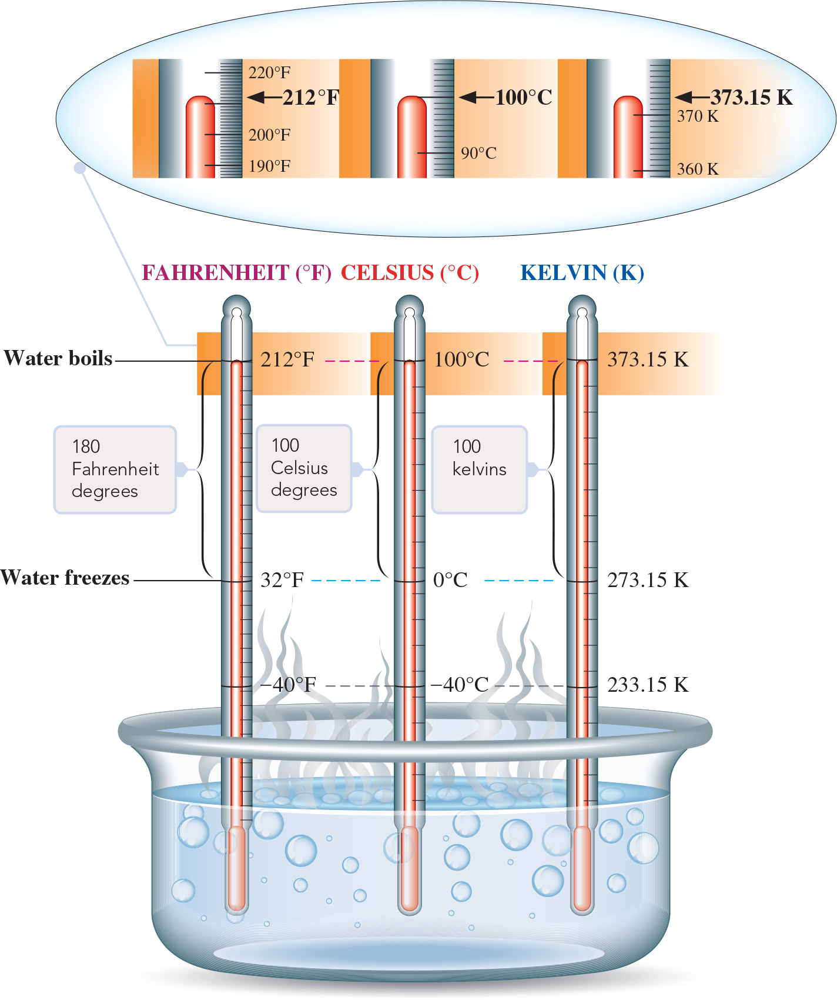 220°F
212°F
200°F
190°F
100°C
90°C
373.15 K
370 K
360 K
FAHRENHEIT (°F) CELSIUS (°C) KELVIN (K)
Water boils 212°F 100°C 373.15 K
180
Fahrenheit
degrees
100
Celsius
degrees
100
kelvins
Water freezes 32°F 0°C 273.15 K
−40°F −40°C 233.15 K